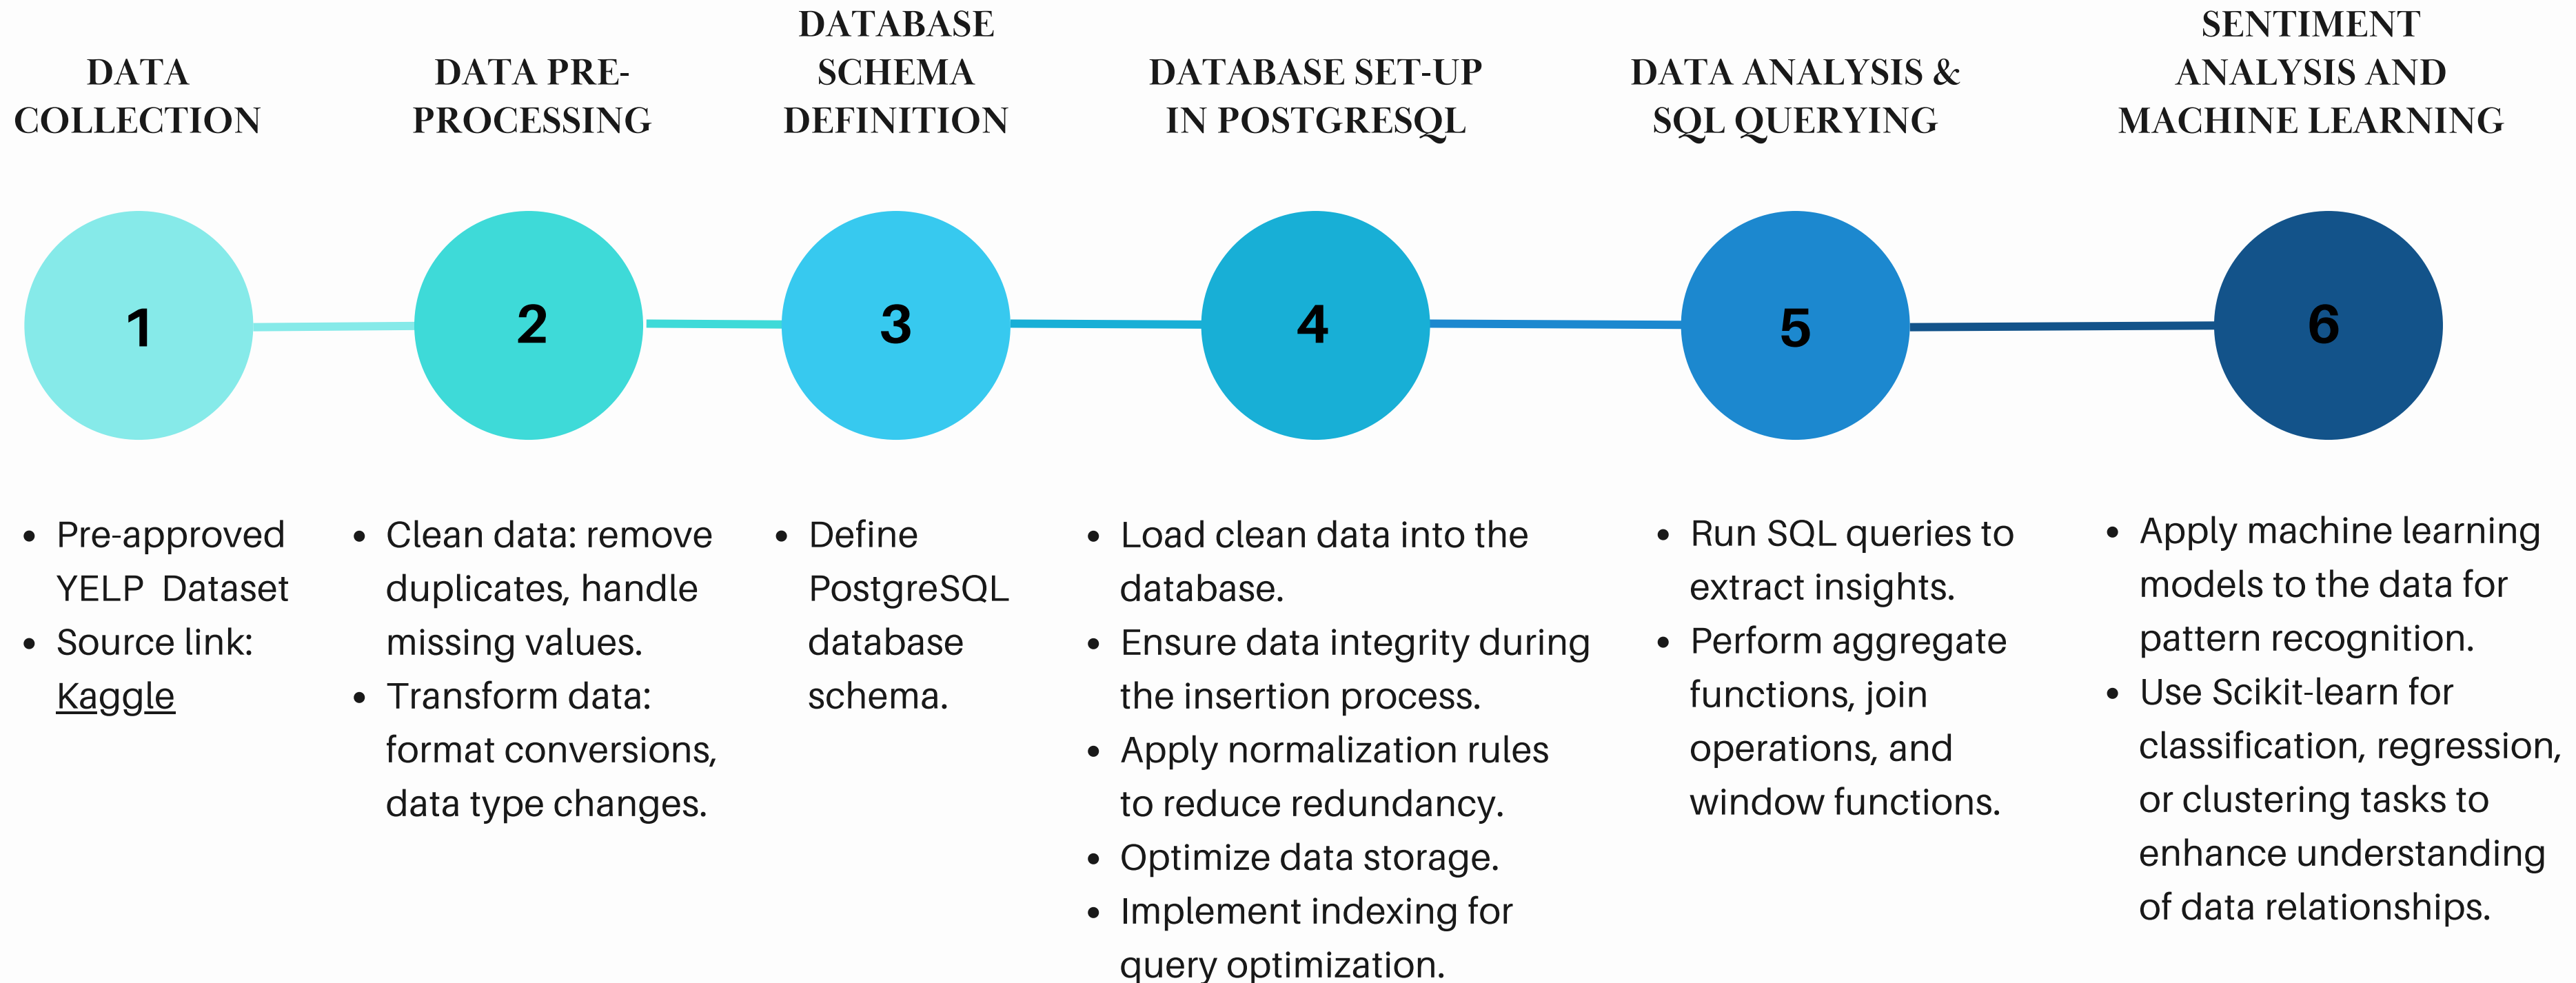 DATA
COLLECTION
DATA PRE-
PROCESSING
DATABASE
SCHEMA
DEFINITION
DATABASE SET-UP
IN POSTGRESQL
DATA ANALYSIS &
SQL QUERYING
SENTIMENT
ANALYSIS AND
MACHINE LEARNING
1
2
3
4
5
6
• Pre-approved
YELP  Dataset
• Source link:
Kaggle
• Clean data: remove
duplicates, handle
missing values.
• Transform data:
format conversions,
data type changes.
• Define
PostgreSQL
database
schema.
• Load clean data into the
database.
• Ensure data integrity during
the insertion process.
• Apply normalization rules
to reduce redundancy.
• Optimize data storage.
• Implement indexing for
query optimization.
• Run SQL queries to
extract insights.
• Perform aggregate
functions, join
operations, and
window functions.
• Apply machine learning
models to the data for
pattern recognition.
• Use Scikit-learn for
classification, regression,
or clustering tasks to
enhance understanding
of data relationships.